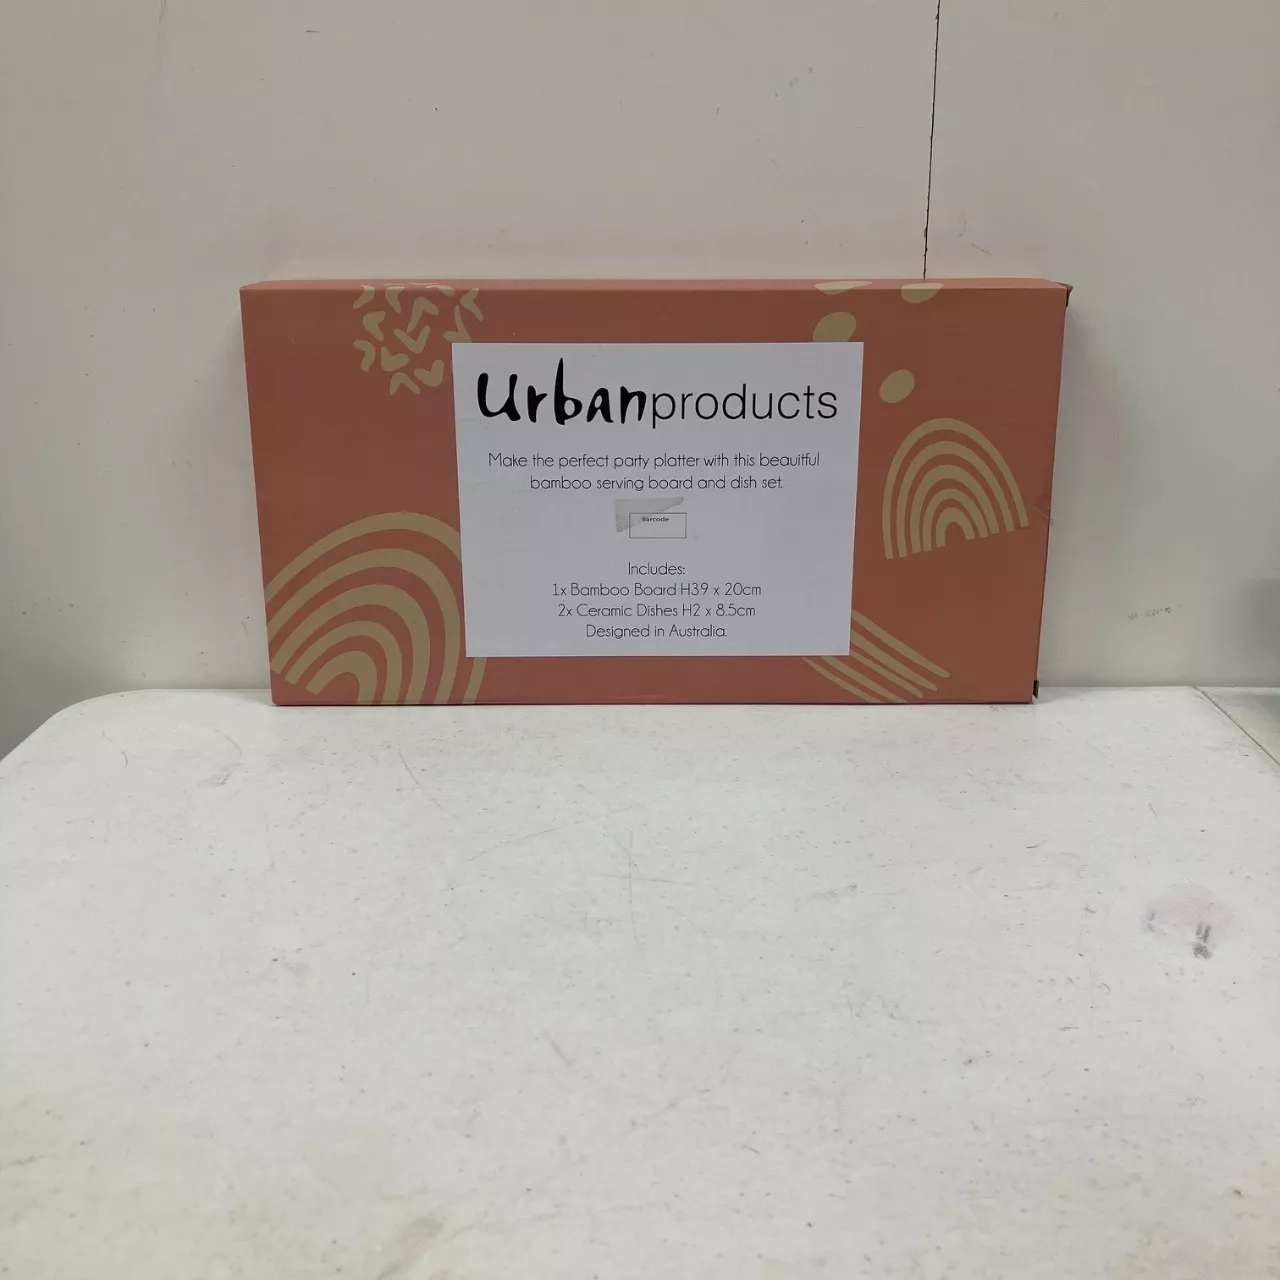 Urbanproducts
Make the perfect party platter with this beauitful
bamboo serving board and dish set.
Barcode
Includes:
1x Bamboo Board H39 x 20cm
2x Ceramic Dishes H2 x 8.5cm
Designed in Australia.